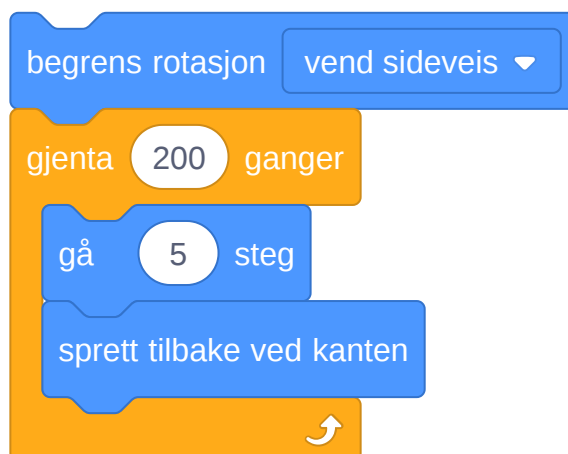 begrens rotasjon vend sideveis
gjenta 200 ganger
gå 5 steg
sprett tilbake ved kanten